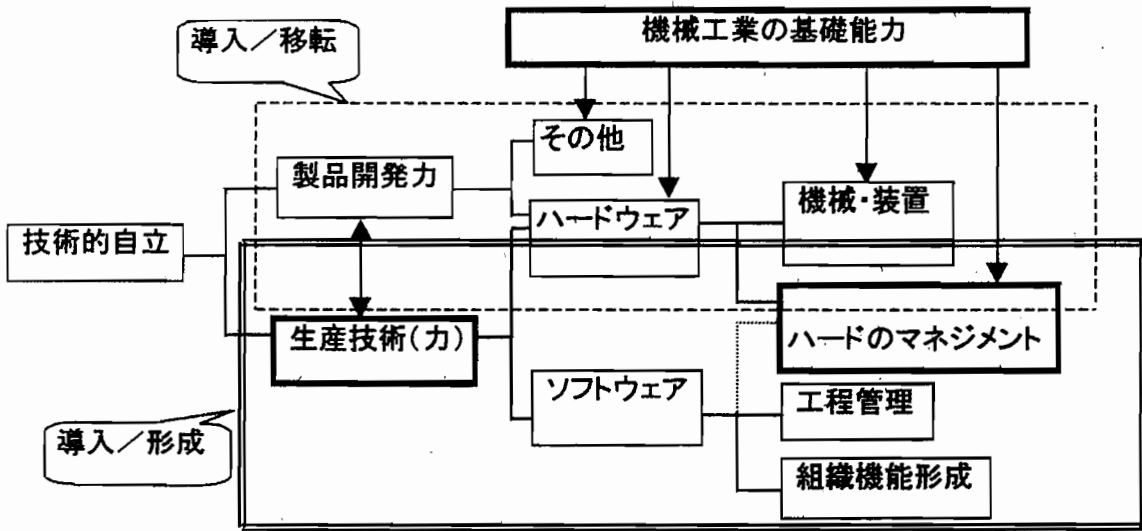 機械工業の基礎能力
導入／移転
その他
製品開発力
機械・装置
ハードウェア
技術的自立
生産技術(力)
ハードのマネジメント
ソフトウェア
工程管理
導入／形成
組織機能形成